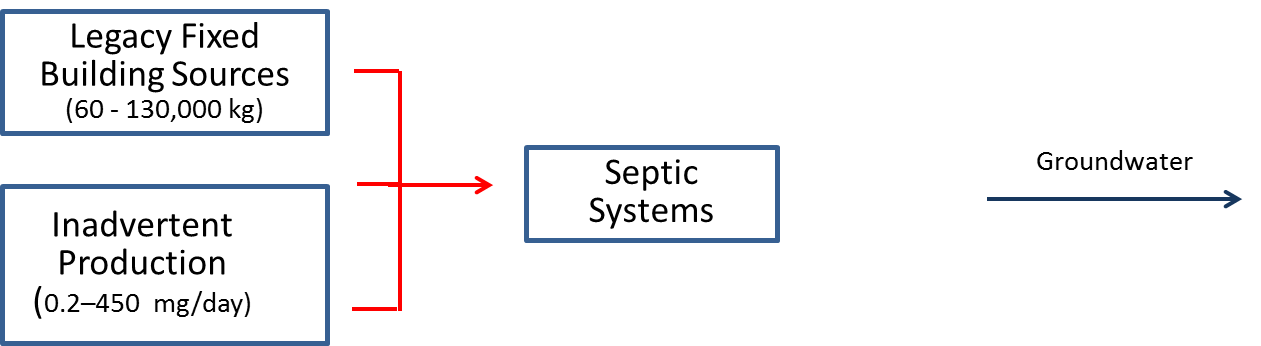 Legacy Fixed
Building Sources
(60 - 130,000 kg)
Inadvertent
Production
(0.2–450 mg/day)
Septic
Systems
Groundwater